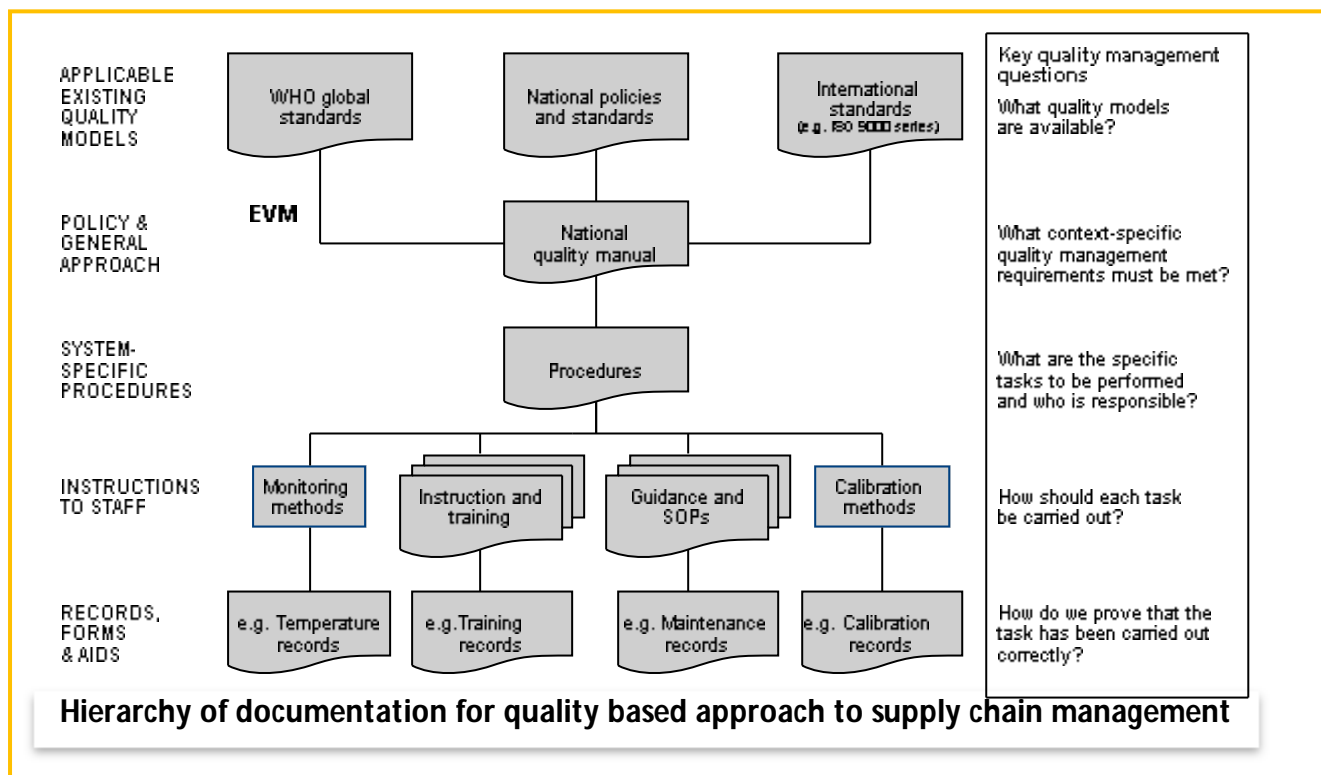 APPLICABLE
EXISTING
QUALITY
MODELS
WHO global
standards
National policies
and standards
International
standards
(e.g. ISO 9000 series)
Key quality management
questions
What quality models
are available?
POLICY &
GENERAL
APPROACH
EVM
National
quality manual
What context-specific
quality management
requirements must be met?
SYSTEM-
SPECIFIC
PROCEDURES
Procedures
What are the specific
tasks to be performed
and who is responsible?
INSTRUCTIONS
TO STAFF
Monitoring
methods
Instruction and
training
Guidance and
SOPs
Calibration
methods
How should each task
be carried out?
RECORDS,
FORMS
& AIDS
e.g. Temperature
records
e.g.Training
records
e.g. Maintenance
records
e.g. Calibration
records
How do we prove that the
task has been carried out
correctly?
Hierarchy of documentation for quality based approach to supply chain management